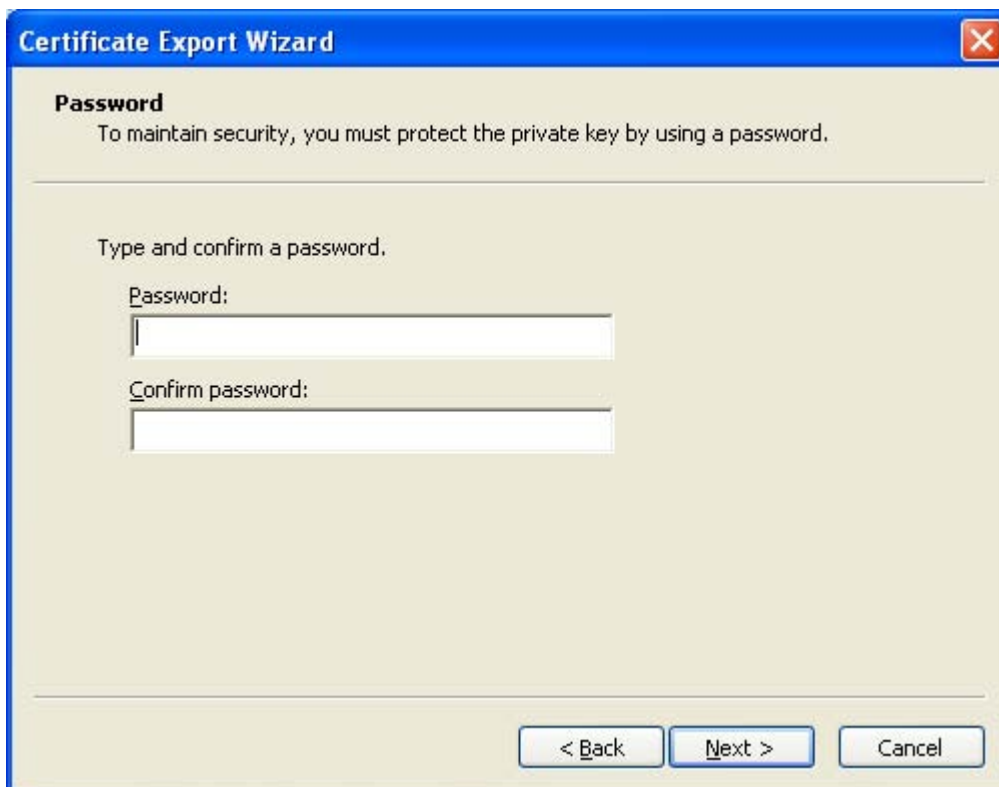 Certificate Export Wizard
Password
To maintain security, you must protect the private key by using a password.
Type and confirm a password.
Password:
Confirm password:
< Back
Next >
Cancel